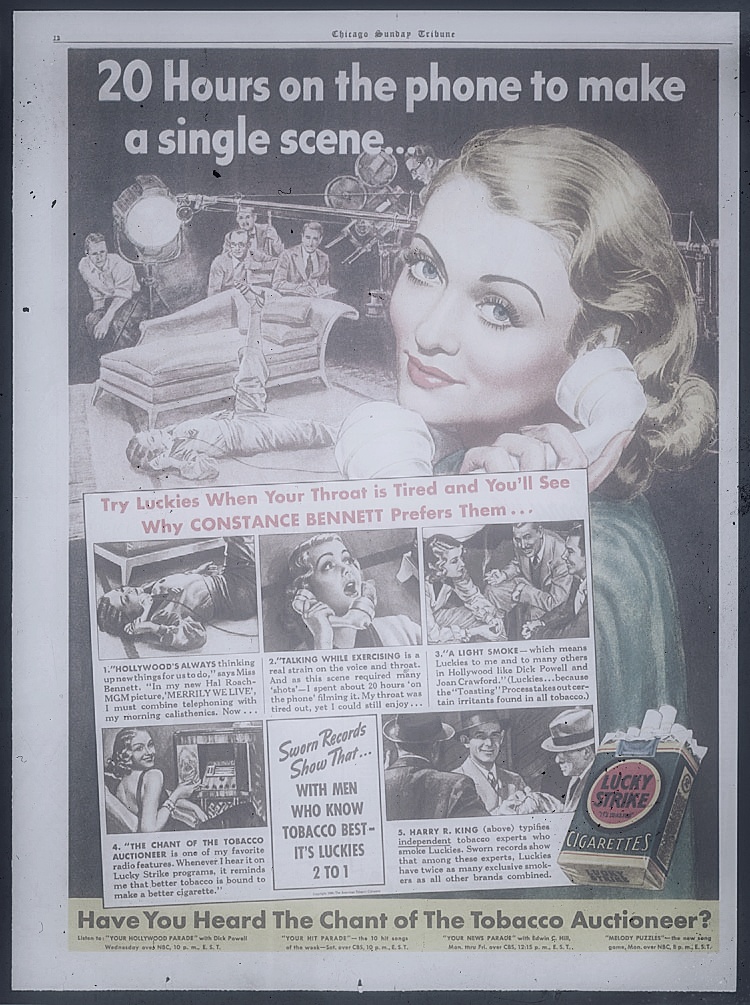 12
Chicago Sunday Tribune
20 Hours on the phone to make
a single scene...
Try Luckies When Your Throat is Tired and You'll See
Why CONSTANCE BENNETT Prefers Them...
1."HOLLYWOOD'S ALWAYS thinking
up new things for us to do," says Miss
Bennett. "In my new Hal Roach-
MGM picture, 'MERRILY WE LIVE',
I must combine telephoning with
my morning calisthenics. Now...
2."TALKING WHILE EXERCISING is a
real strain on the voice and throat.
And as this scene required many
'shots'—I spent about 20 hours 'on
the phone' filming it. My throat was
tired out, yet I could still enjoy...
3."A LIGHT SMOKE—which means
Luckies to me and to many others
in Hollywood like Dick Powell and
Joan Crawford." (Luckies...because
the "Toasting" Process takes out cer-
tain irritants found in all tobacco.)
4. "THE CHANT OF THE TOBACCO
AUCTIONEER is one of my favorite
radio features. Whenever I hear it on
Lucky Strike programs, it reminds
me that better tobacco is bound to
make a better cigarette."
Sworn Records
Show That...
WITH MEN
WHO KNOW
TOBACCO BEST—
IT'S LUCKIES
2 TO 1
5. HARRY R. KING (above) typifies
independent tobacco experts who
smoke Luckies. Sworn records show
that among these experts, Luckies
have twice as many exclusive smok-
ers as all other brands combined.
LUCKY
STRIKE
"IT'S TOASTED"
CIGARETTES
LUCKY
STRIKE
Have You Heard The Chant of The Tobacco Auctioneer?
Listen to: "YOUR HOLLYWOOD PARADE" with Dick Powell
Wednesday over NBC, 10 p. m., E. S. T.
"YOUR HIT PARADE"—the 10 hit songs
of the week—Sat. over CBS, 10 p. m., E. S. T.
"YOUR NEWS PARADE" with Edwin C. Hill,
Mon. thru Fri. over CBS, 12:15 p. m., E. S. T.
"MELODY PUZZLES"—the new song
game, Mon. over NBC, 8 p. m., E. S. T.